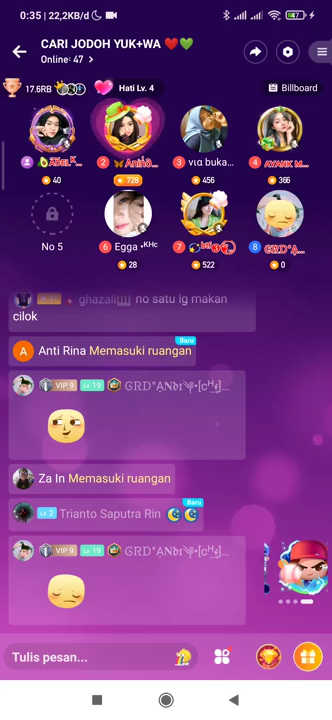 0:35 | 22,2KB/d
47
CARI JODOH YUK+WA ❤️💚
Online: 47 >
17.6RB
Hati Lv. 4
Billboard
2
3 νια buka...
4 AYANK M...
40
728
456
366
No 5
6 Egga •ᴷᴴᶜ
7
8
28
522
0
ghazali no satu lg makan
cilok
Baru
A Anti Rina Memasuki ruangan
VIP 9 Lv 19
Za In Memasuki ruangan
Baru
Lv 2 Trianto Saputra Rin 🌜🌜
VIP 9 Lv 19
Tulis pesan...